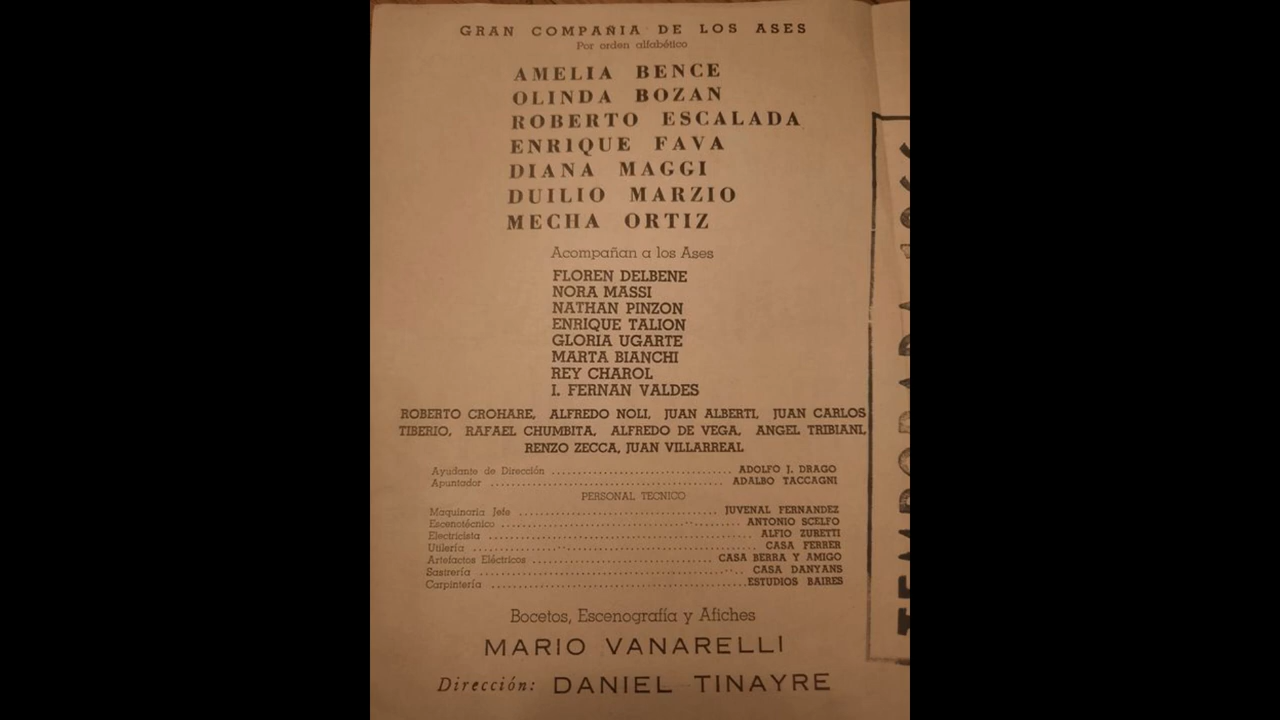 GRAN COMPAÑIA DE LOS ASES
Por orden alfabético
AMELIA BENCE
OLINDA BOZAN
ROBERTO ESCALADA
ENRIQUE FAVA
DIANA MAGGI
DUILIO MARZIO
MECHA ORTIZ
Acompañan a los Ases
FLOREN DELBENE
NORA MASSI
NATHAN PINZON
ENRIQUE TALION
GLORIA UGARTE
MARTA BIANCHI
REY CHAROL
I. FERNAN VALDES
ROBERTO CROHARE, ALFREDO NOLI, JUAN ALBERTI, JUAN CARLOS
TIBERIO, RAFAEL CHUMBITA, ALFREDO DE VEGA, ANGEL TRIBIANI,
RENZO ZECCA, JUAN VILLARREAL
Ayudante de Dirección .............................. ADOLFO J. DRAGO
Apuntador .............................. ADALBO TACCAGNI
PERSONAL TECNICO
Maquinaria Jefe .............................. JUVENAL FERNANDEZ
Escenotécnico .............................. ANTONIO SCELFO
Electricista .............................. ALFIO ZURETTI
Utilería .............................. CASA FERRER
Artefactos Eléctricos .............................. CASA BERRA Y AMIGO
Sastrería .............................. CASA DANYANS
Carpintería .............................. ESTUDIOS BAIRES
Bocetos, Escenografía y Afiches
MARIO VANARELLI
Dirección: DANIEL TINAYRE
TEMPORADA